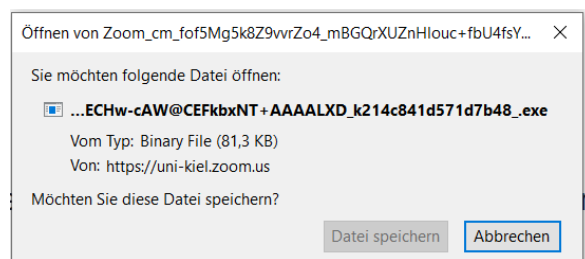 Öffnen von Zoom_cm_fof5Mg5k8Z9vvrZo4_mBGQrXUZnHlouc+fbU4fsY...
Sie möchten folgende Datei öffnen:
...ECHw-cAW@CEFkbxNT+AAAALXD_k214c841d571d7b48_.exe
Vom Typ: Binary File (81,3 KB)
Von: https://uni-kiel.zoom.us
Möchten Sie diese Datei speichern?
Datei speichern Abbrechen